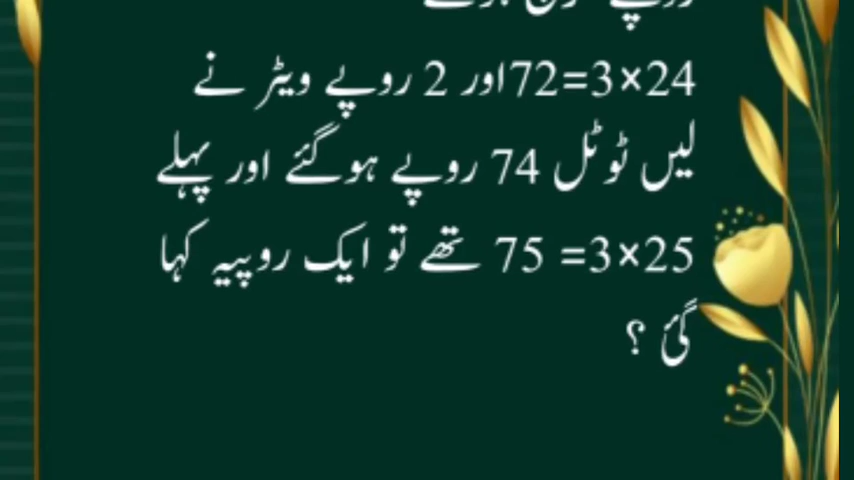 24×3=72اور 2 روپے ویٹر نے
لیں ٹوٹل 74 روپے ہوگئے اور پہلے
25×3= 75 تھے تو ایک روپیہ کہا
گئ ؟